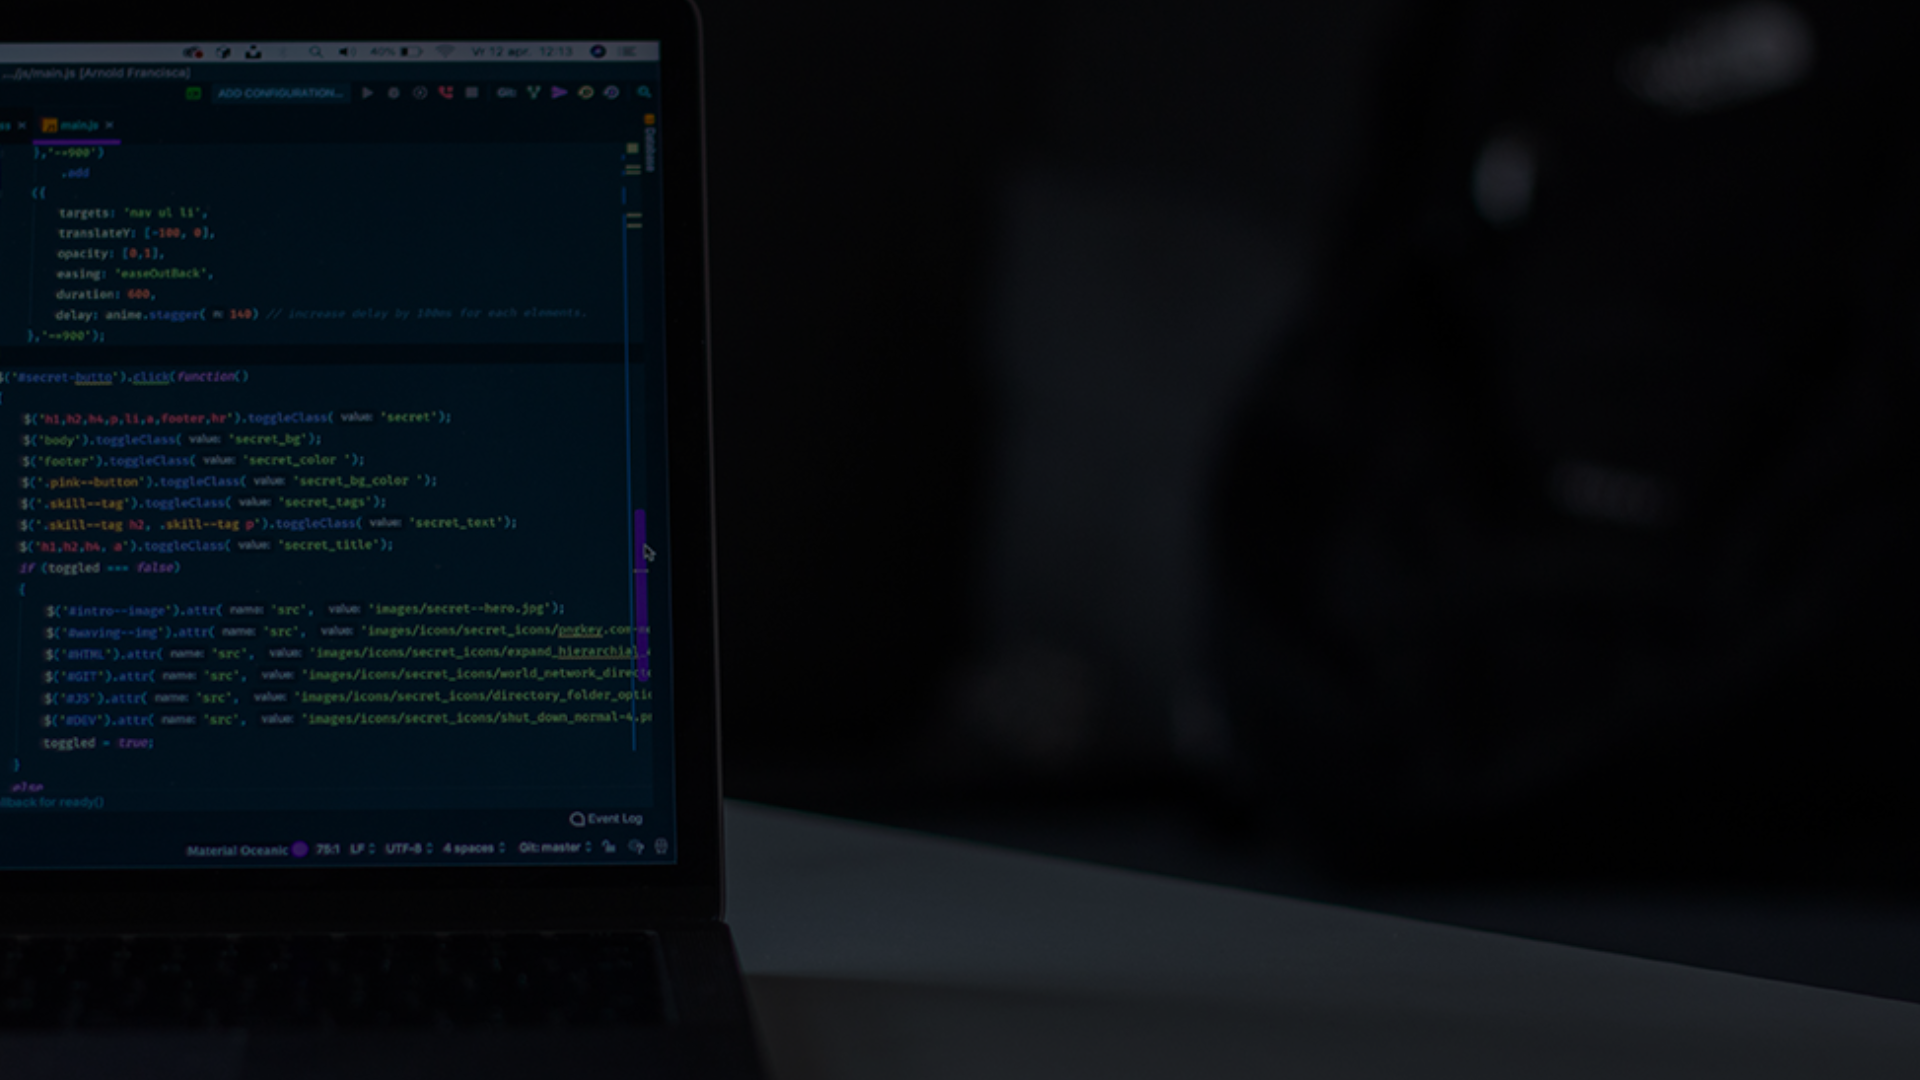 40% Vr 12 apr. 12:13
.../js/main.js [Arnold Francisca]
ADD CONFIGURATION... Git:
ss × main.js ×
Database
},'-=900')
.add
({
targets: 'nav ul li',
translateY: [-100, 0],
opacity: [0,1],
easing: 'easeOutBack',
duration: 600,
delay: anime.stagger( n: 140) // increase delay by 100ms for each elements.
},'-=900');
$('#secret-butto').click(function()
{
$('h1,h2,h4,p,li,a,footer,hr').toggleClass( value: 'secret');
$('body').toggleClass( value: 'secret_bg');
$('footer').toggleClass( value: 'secret_color ');
$('.pink--button').toggleClass( value: 'secret_bg_color ');
$('.skill--tag').toggleClass( value: 'secret_tags');
$('.skill--tag h2, .skill--tag p').toggleClass( value: 'secret_text');
$('h1,h2,h4, a').toggleClass( value: 'secret_title');
if (toggled === false)
{
$('#intro--image').attr( name: 'src', value: 'images/secret--hero.jpg');
$('#waving--img').attr( name: 'src', value: 'images/icons/secret_icons/pngkey.com-
$('#HTML').attr( name: 'src', value: 'images/icons/secret_icons/expand_hierarchial_
$('#GIT').attr( name: 'src', value: 'images/icons/secret_icons/world_network_direct
$('#JS').attr( name: 'src', value: 'images/icons/secret_icons/directory_folder_optio
$('#DEV').attr( name: 'src', value: 'images/icons/secret_icons/shut_down_normal-4.p
toggled = true;
}
else
llback for ready()
Event Log
Material Oceanic 75:1 LF UTF-8 4 spaces Git: master